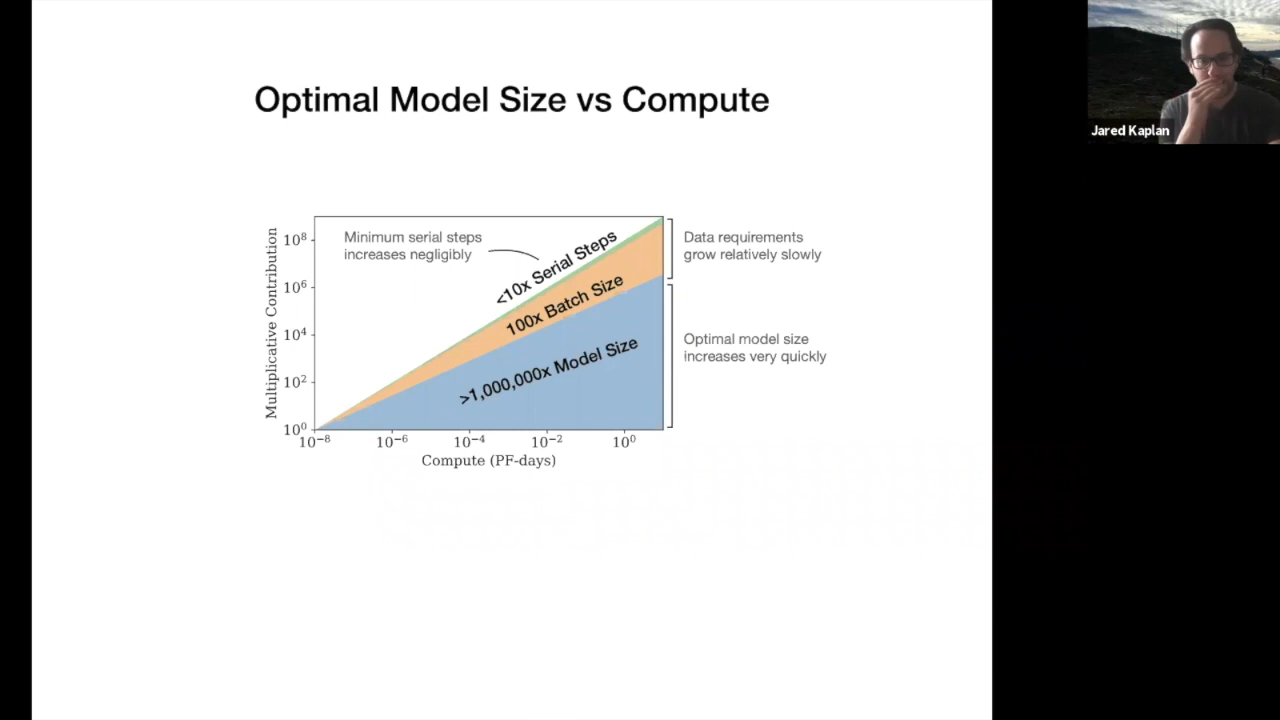 Optimal Model Size vs Compute
Jared Kaplan
Multiplicative Contribution
10⁸
10⁶
10⁴
10²
10⁰
Minimum serial steps
increases negligibly
<10x Serial Steps
100x Batch Size
>1,000,000x Model Size
Data requirements
grow relatively slowly
Optimal model size
increases very quickly
10⁻⁸ 10⁻⁶ 10⁻⁴ 10⁻² 10⁰
Compute (PF-days)